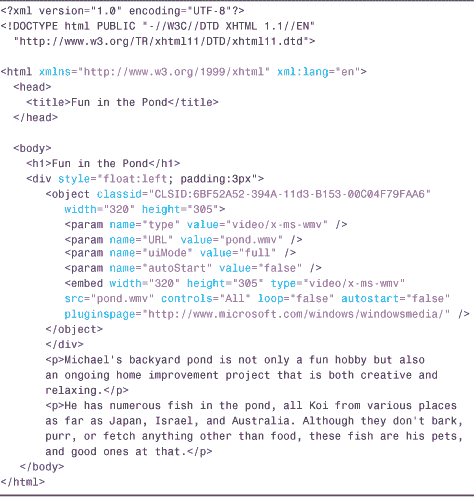 <?xml version="1.0" encoding="UTF-8"?>
<!DOCTYPE html PUBLIC "-//W3C//DTD XHTML 1.1//EN"
  "http://www.w3.org/TR/xhtml11/DTD/xhtml11.dtd">

<html xmlns="http://www.w3.org/1999/xhtml" xml:lang="en">
  <head>
    <title>Fun in the Pond</title>
  </head>

  <body>
    <h1>Fun in the Pond</h1>
    <div style="float:left; padding:3px">
      <object classid="CLSID:6BF52A52-394A-11d3-B153-00C04F79FAA6"
        width="320" height="305">
        <param name="type" value="video/x-ms-wmv" />
        <param name="URL" value="pond.wmv" />
        <param name="uiMode" value="full" />
        <param name="autoStart" value="false" />
        <embed width="320" height="305" type="video/x-ms-wmv"
        src="pond.wmv" controls="All" loop="false" autostart="false"
        pluginspage="http://www.microsoft.com/windows/windowsmedia/" />
      </object>
      </div>
      <p>Michael's backyard pond is not only a fun hobby but also
      an ongoing home improvement project that is both creative and
      relaxing.</p>
      <p>He has numerous fish in the pond, all Koi from various places
      as far as Japan, Israel, and Australia. Although they don't bark,
      purr, or fetch anything other than food, these fish are his pets,
      and good ones at that.</p>
   </body>
</html>